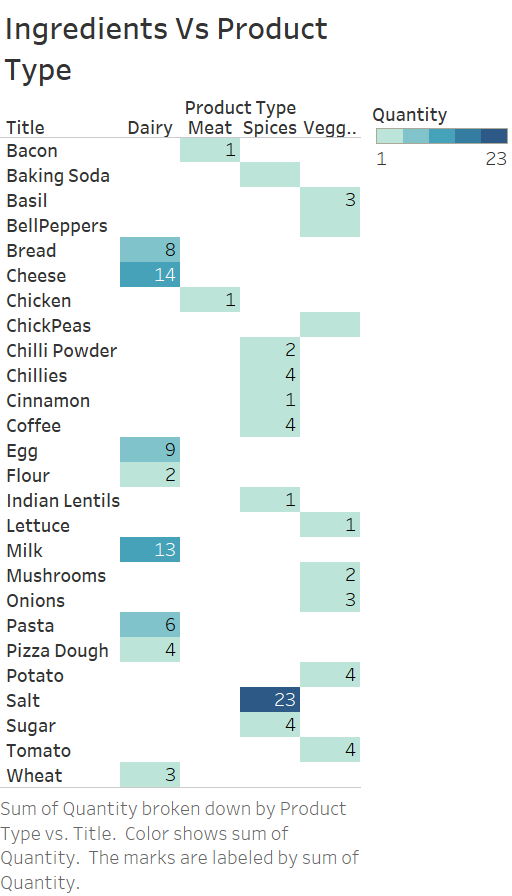 Ingredients Vs Product
Type
Product Type
Title Dairy Meat Spices Vegg..
Quantity
1 23
Bacon 1
Baking Soda
Basil 3
BellPeppers
Bread 8
Cheese 14
Chicken 1
ChickPeas
Chilli Powder 2
Chillies 4
Cinnamon 1
Coffee 4
Egg 9
Flour 2
Indian Lentils 1
Lettuce 1
Milk 13
Mushrooms 2
Onions 3
Pasta 6
Pizza Dough 4
Potato 4
Salt 23
Sugar 4
Tomato 4
Wheat 3
Sum of Quantity broken down by Product
Type vs. Title. Color shows sum of
Quantity. The marks are labeled by sum of
Quantity.